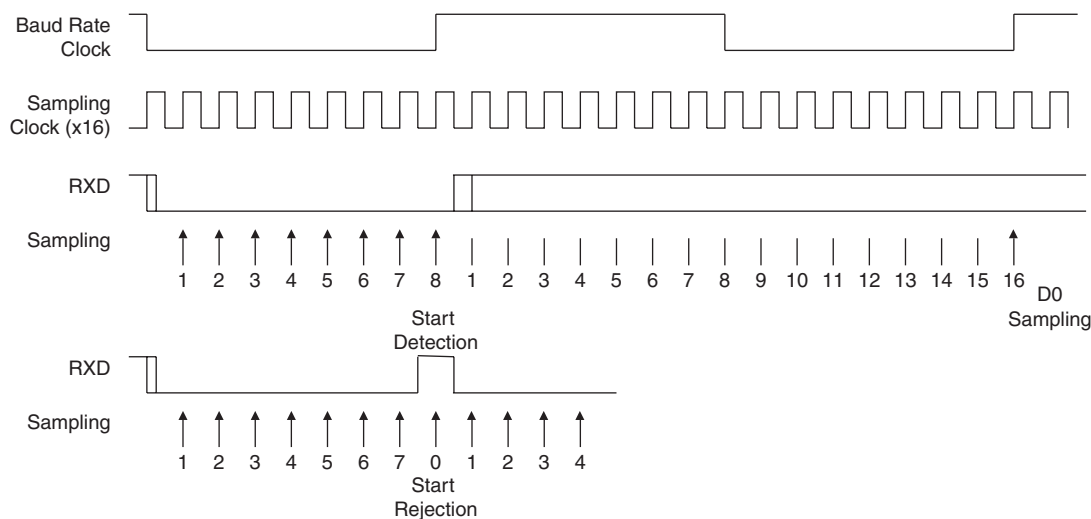 Baud Rate
Clock
Sampling
Clock (x16)
RXD
Sampling
1 2 3 4 5 6 7 8 1 2 3 4 5 6 7 8 9 10 11 12 13 14 15 16
D0
Sampling
Start
Detection
RXD
Sampling
1 2 3 4 5 6 7 0 1 2 3 4
Start
Rejection